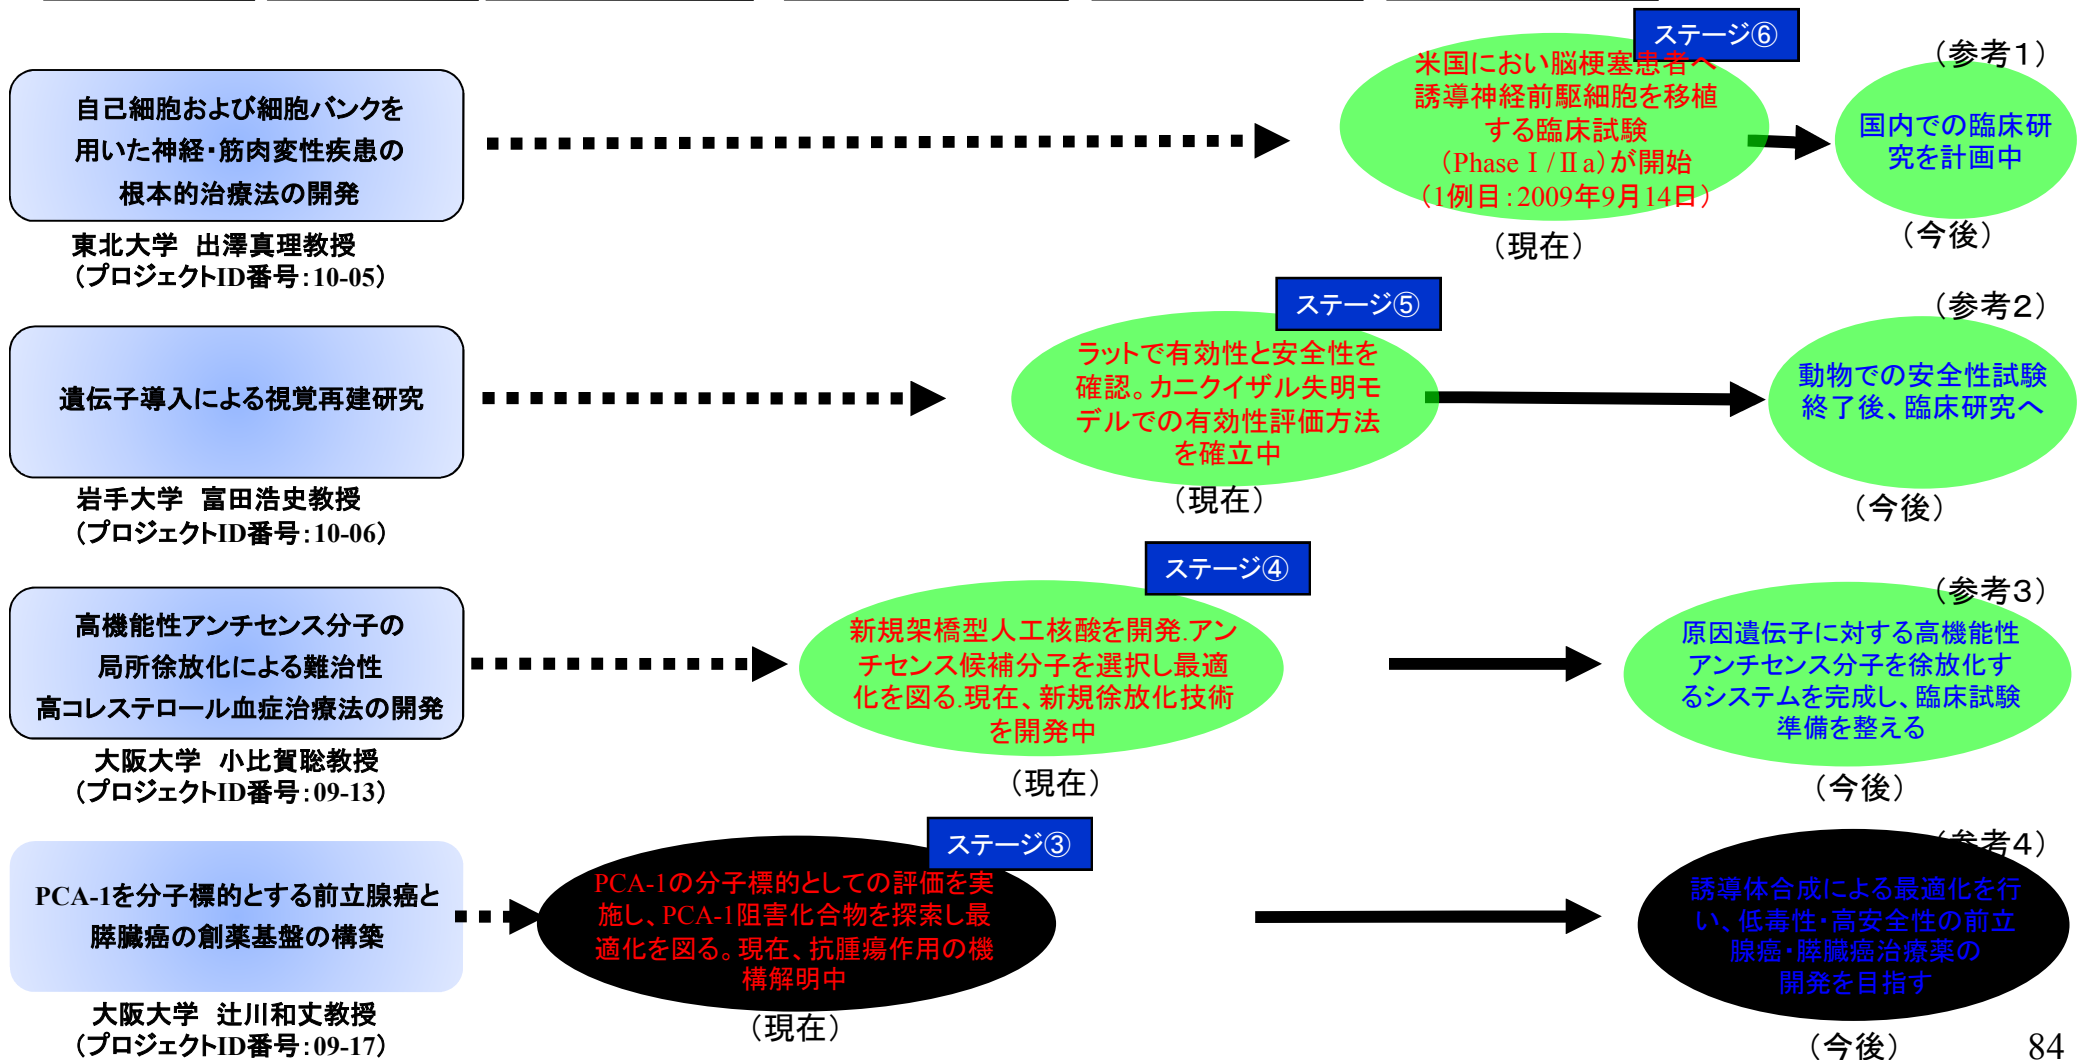 ステージ⑥
(参考1)
自己細胞および細胞バンクを
用いた神経・筋肉変性疾患の
根本的治療法の開発
米国におい脳梗塞患者へ
誘導神経前駆細胞を移植
する臨床試験
(PhaseⅠ/Ⅱa)が開始
(1例目:2009年9月14日)
国内での臨床研
究を計画中
東北大学 出澤真理教授
(プロジェクトID番号:10-05)
(現在)
(今後)
ステージ⑤
(参考2)
遺伝子導入による視覚再建研究
ラットで有効性と安全性を
確認。カニクイザル失明モ
デルでの有効性評価方法
を確立中
動物での安全性試験
終了後、臨床研究へ
岩手大学 富田浩史教授
(プロジェクトID番号:10-06)
(現在)
(今後)
ステージ④
(参考3)
高機能性アンチセンス分子の
局所徐放化による難治性
高コレステロール血症治療法の開発
新規架橋型人工核酸を開発.アン
チセンス候補分子を選択し最適
化を図る.現在、新規徐放化技術
を開発中
原因遺伝子に対する高機能性
アンチセンス分子を徐放化す
るシステムを完成し、臨床試験
準備を整える
大阪大学 小比賀聡教授
(プロジェクトID番号:09-13)
(現在)
(今後)
ステージ③
(参考4)
PCA-1を分子標的とする前立腺癌と
膵臓癌の創薬基盤の構築
PCA-1の分子標的としての評価を実
施し、PCA-1阻害化合物を探索し最
適化を図る。現在、抗腫瘍作用の機
構解明中
誘導体合成による最適化を行
い、低毒性・高安全性の前立
腺癌・膵臓癌治療薬の
開発を目指す
大阪大学 辻川和丈教授
(プロジェクトID番号:09-17)
(現在)
(今後)
84